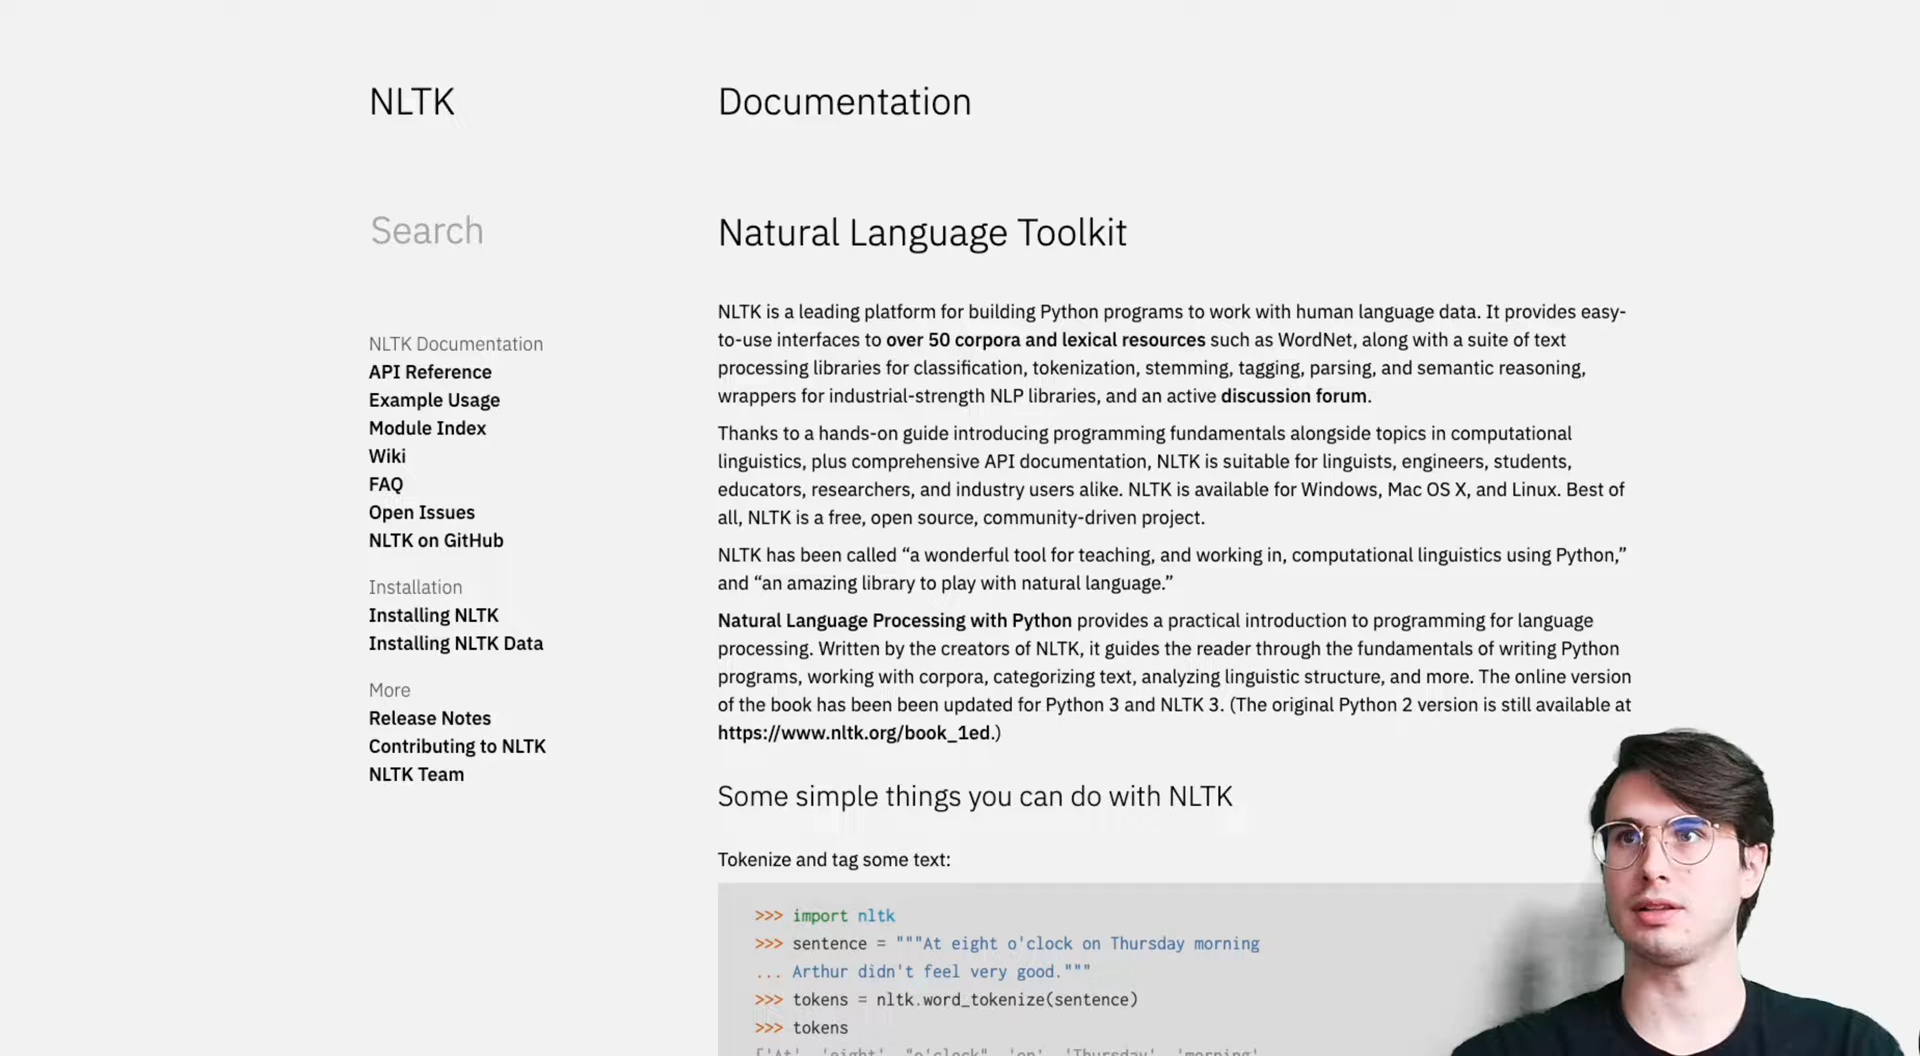 NLTK
Documentation
Search
NLTK Documentation
API Reference
Example Usage
Module Index
Wiki
FAQ
Open Issues
NLTK on GitHub
Installation
Installing NLTK
Installing NLTK Data
More
Release Notes
Contributing to NLTK
NLTK Team
Natural Language Toolkit
NLTK is a leading platform for building Python programs to work with human language data. It provides easy-
to-use interfaces to over 50 corpora and lexical resources such as WordNet, along with a suite of text
processing libraries for classification, tokenization, stemming, tagging, parsing, and semantic reasoning,
wrappers for industrial-strength NLP libraries, and an active discussion forum.
Thanks to a hands-on guide introducing programming fundamentals alongside topics in computational
linguistics, plus comprehensive API documentation, NLTK is suitable for linguists, engineers, students,
educators, researchers, and industry users alike. NLTK is available for Windows, Mac OS X, and Linux. Best of
all, NLTK is a free, open source, community-driven project.
NLTK has been called “a wonderful tool for teaching, and working in, computational linguistics using Python,”
and “an amazing library to play with natural language.”
Natural Language Processing with Python provides a practical introduction to programming for language
processing. Written by the creators of NLTK, it guides the reader through the fundamentals of writing Python
programs, working with corpora, categorizing text, analyzing linguistic structure, and more. The online version
of the book has been been updated for Python 3 and NLTK 3. (The original Python 2 version is still available at
https://www.nltk.org/book_1ed.)
Some simple things you can do with NLTK
Tokenize and tag some text:
>>> import nltk
>>> sentence = """At eight o'clock on Thursday morning
... Arthur didn't feel very good."""
>>> tokens = nltk.word_tokenize(sentence)
>>> tokens
['At', 'eight', "o'clock", 'on', 'Thursday', 'morning',